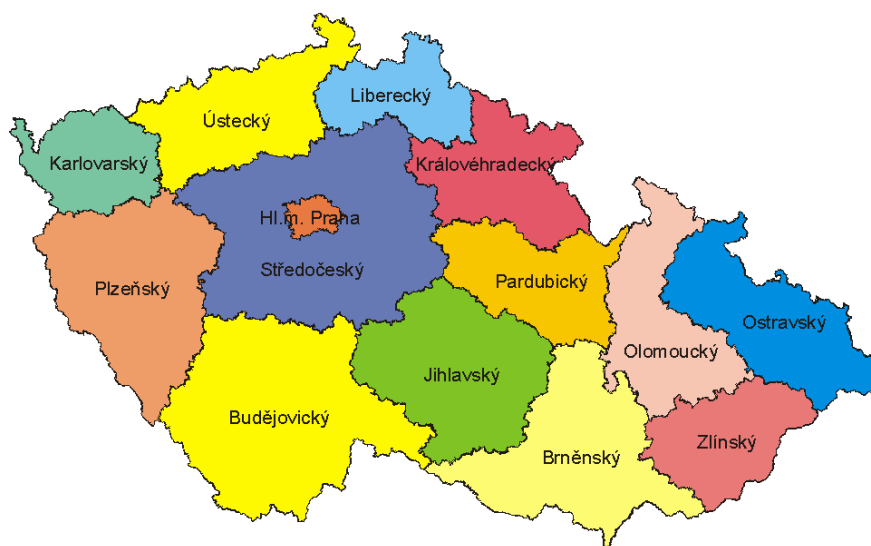 Liberecký
Ústecký
Karlovarský
Královéhradecký
Hl.m. Praha
Středočeský
Pardubický
Plzeňský
Ostravský
Olomoucký
Jihlavský
Budějovický
Zlínský
Brněnský